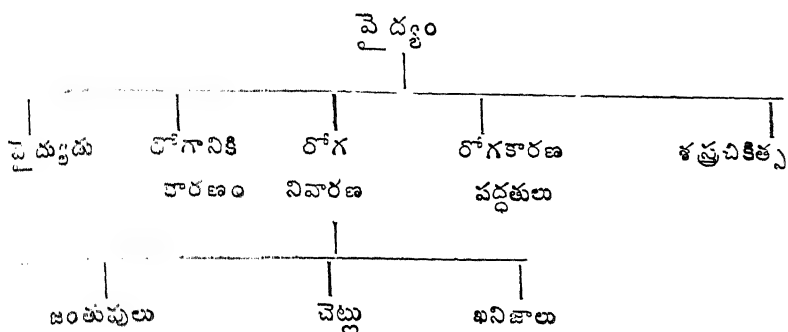 వైద్యం
వైద్యుడు రోగానికి రోగ రోగకారణ శస్త్రచికిత్స
కారణం నివారణ పద్ధతులు
జంతువులు చెట్లు ఖనిజాలు